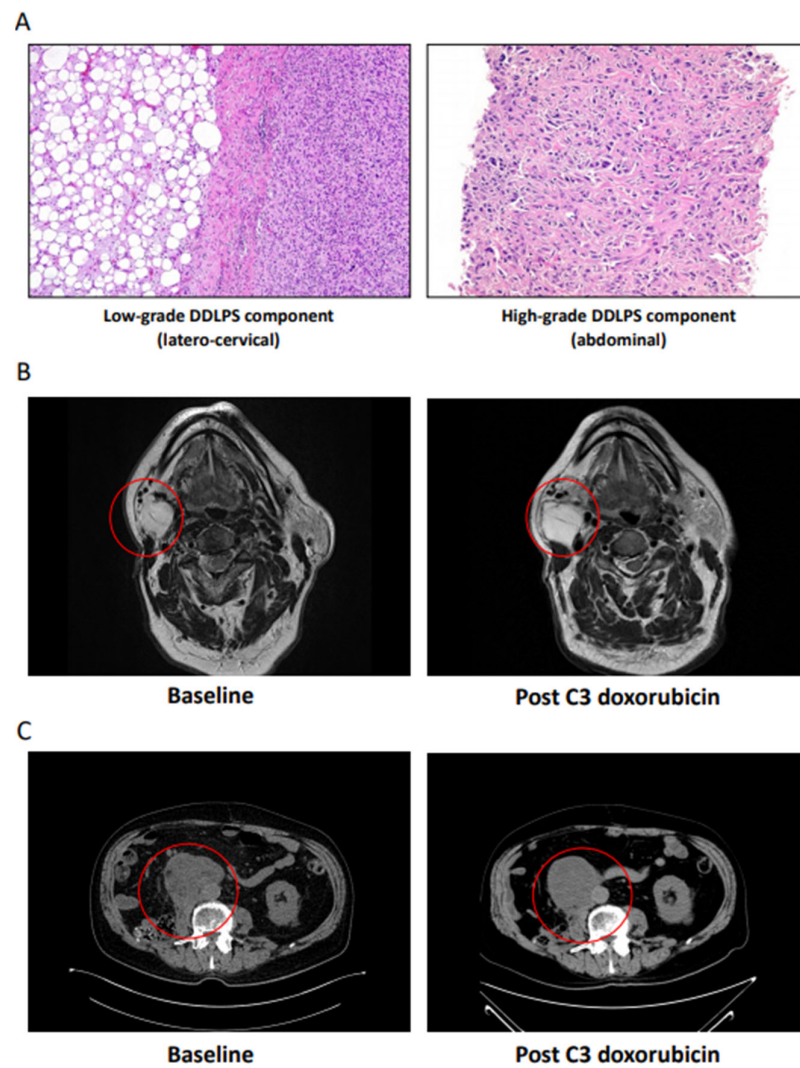 A
Low-grade DDLPS component
(latero-cervical)
High-grade DDLPS component
(abdominal)
B
Baseline
Post C3 doxorubicin
C
Baseline
Post C3 doxorubicin